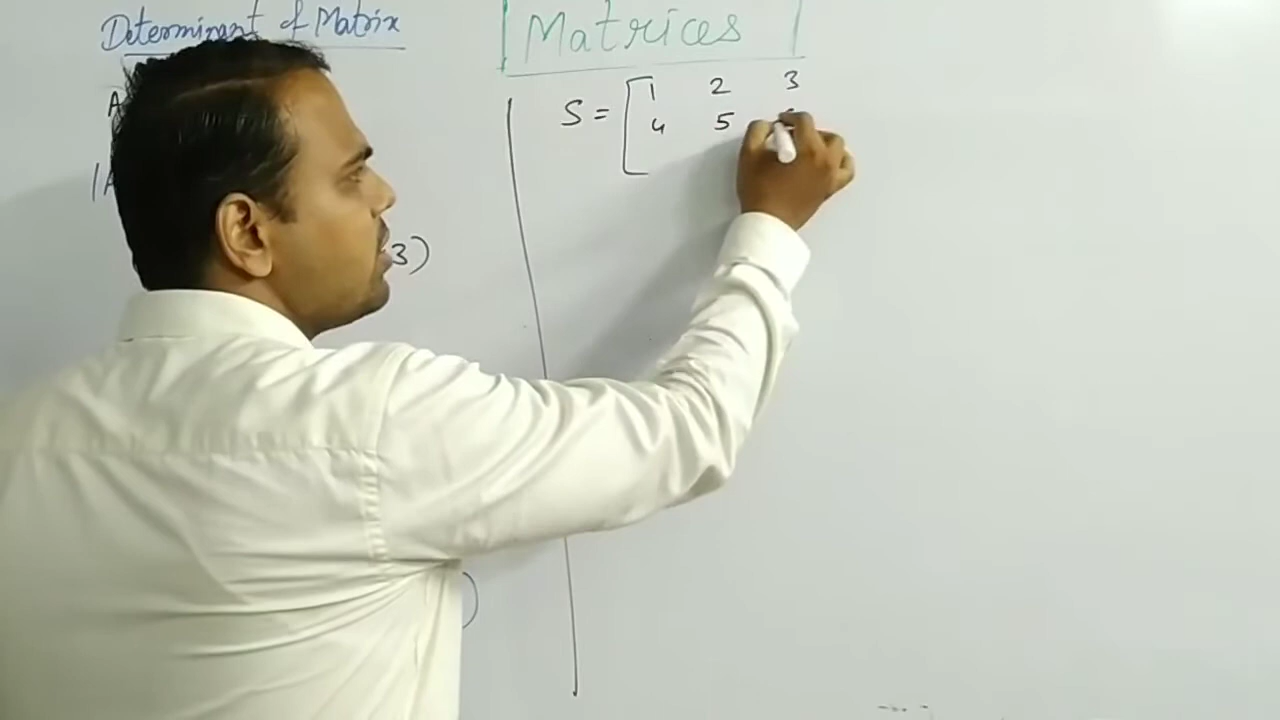 Determinant of Matrix
Matrices
S = [ 1 2 3
4 5
3)
)